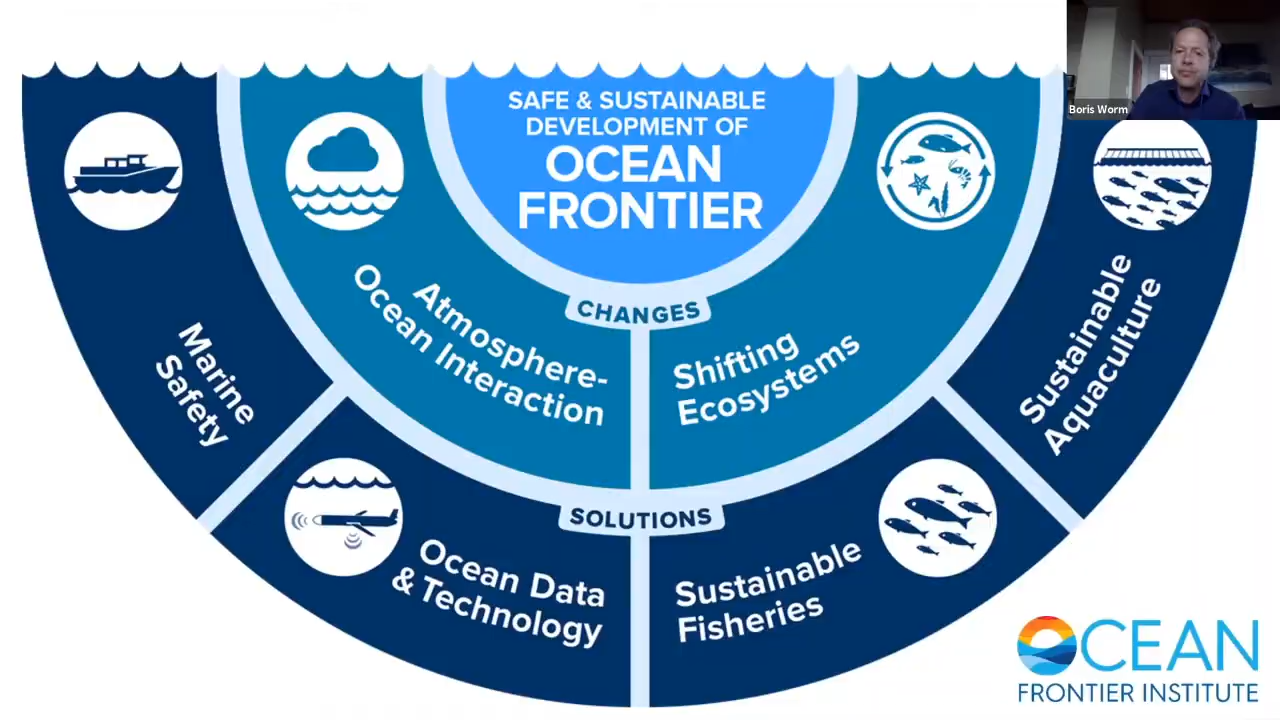 Boris Worm
SAFE & SUSTAINABLE
DEVELOPMENT OF
OCEAN
FRONTIER
CHANGES
Atmosphere-
Ocean Interaction
Shifting
Ecosystems
SOLUTIONS
Marine
Safety
Ocean Data
& Technology
Sustainable
Fisheries
Sustainable
Aquaculture
OCEAN
FRONTIER INSTITUTE